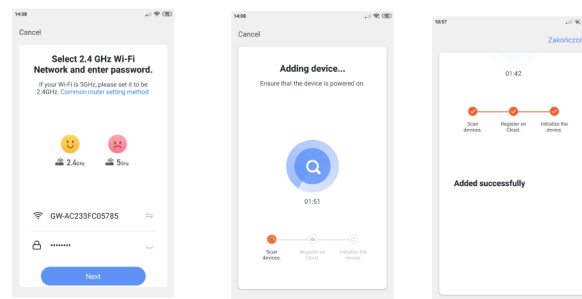 14:08
Cancel
Select 2.4 GHz Wi-Fi
Network and enter password.
If your Wi-Fi is 5GHz, please set it to be
2.4GHz. Common router setting method
2.4GHz
5GHz
GW-AC233FC05785
Next
14:08
Cancel
Adding device...
Ensure that the device is powered on.
01:51
Scan
devices.
Register on
Cloud.
Initialize the
device.
10:57
Zakończon
01:42
Scan
devices.
Register on
Cloud.
Initialize the
device.
Added successfully